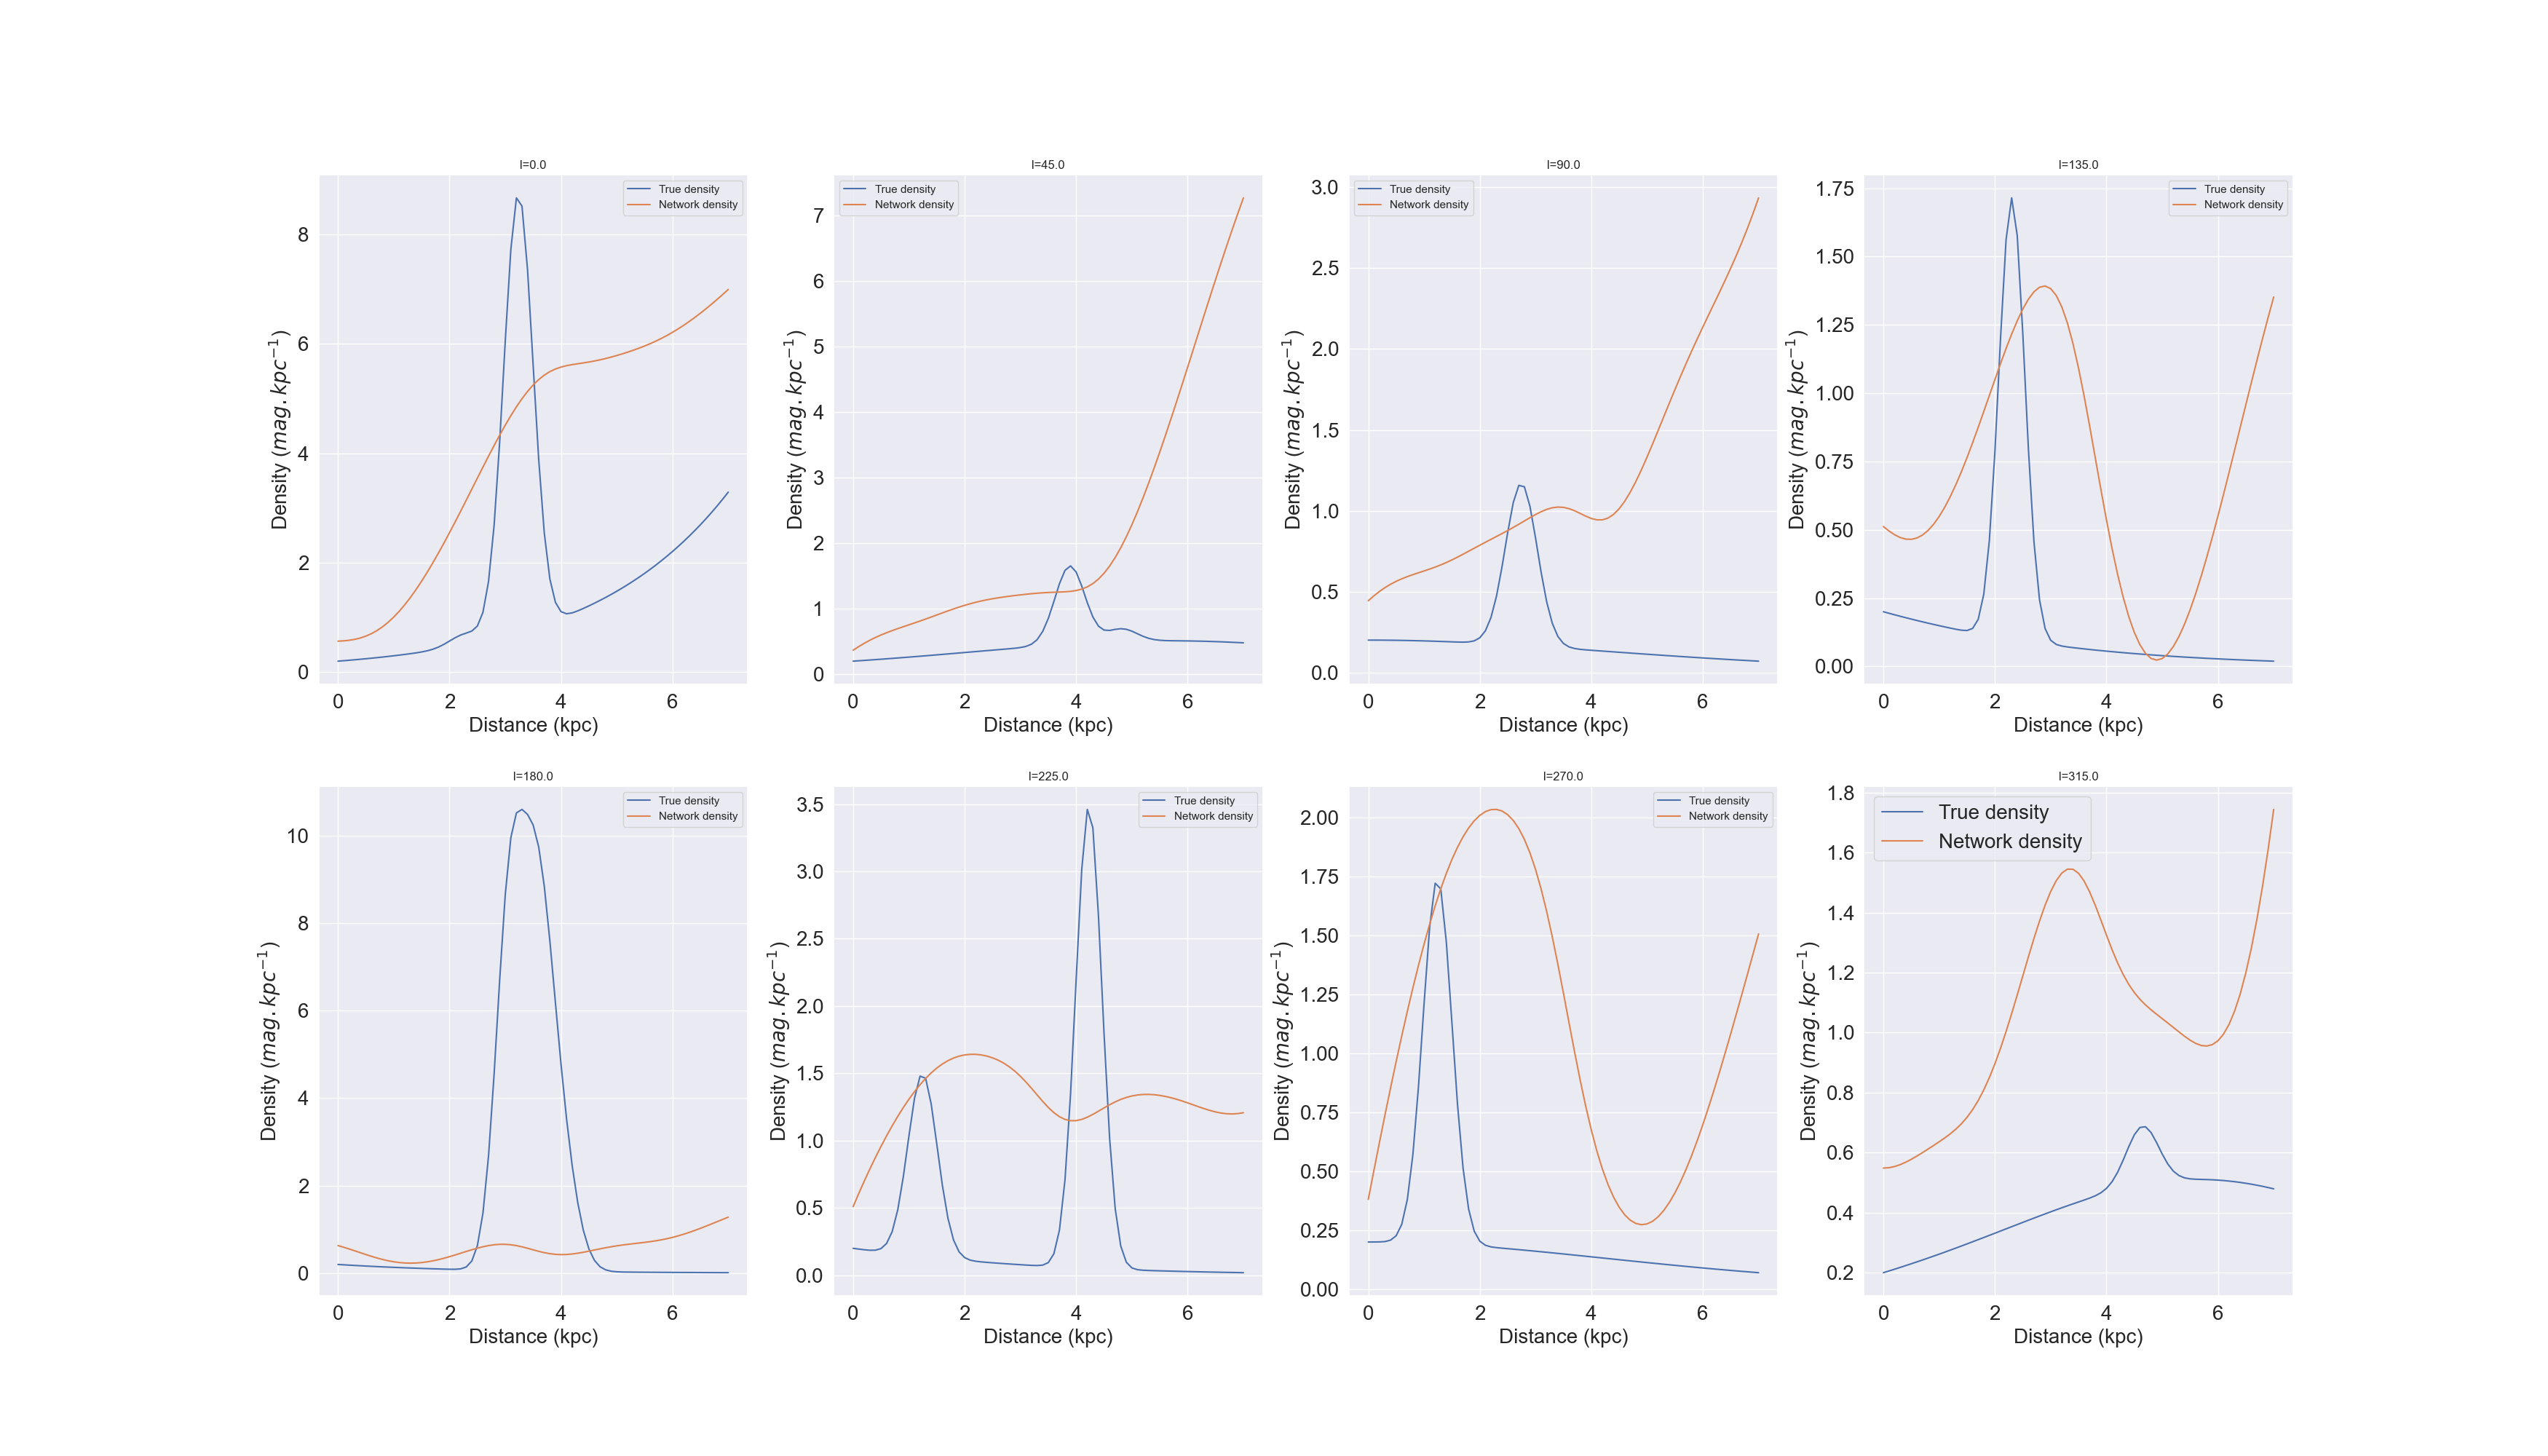 l=0.0
True density
Network density
8
6
4
2
0
Density (mag.kpc⁻¹)
0 2 4 6
Distance (kpc)
l=45.0
True density
Network density
7
6
5
4
3
2
1
0
Density (mag.kpc⁻¹)
0 2 4 6
Distance (kpc)
l=90.0
True density
Network density
3.0
2.5
2.0
1.5
1.0
0.5
0.0
Density (mag.kpc⁻¹)
0 2 4 6
Distance (kpc)
l=135.0
True density
Network density
1.75
1.50
1.25
1.00
0.75
0.50
0.25
0.00
Density (mag.kpc⁻¹)
0 2 4 6
Distance (kpc)
l=180.0
True density
Network density
10
8
6
4
2
0
Density (mag.kpc⁻¹)
0 2 4 6
Distance (kpc)
l=225.0
True density
Network density
3.5
3.0
2.5
2.0
1.5
1.0
0.5
0.0
Density (mag.kpc⁻¹)
0 2 4 6
Distance (kpc)
l=270.0
True density
Network density
2.00
1.75
1.50
1.25
1.00
0.75
0.50
0.25
0.00
Density (mag.kpc⁻¹)
0 2 4 6
Distance (kpc)
l=315.0
True density
Network density
1.8
1.6
1.4
1.2
1.0
0.8
0.6
0.4
0.2
Density (mag.kpc⁻¹)
0 2 4 6
Distance (kpc)